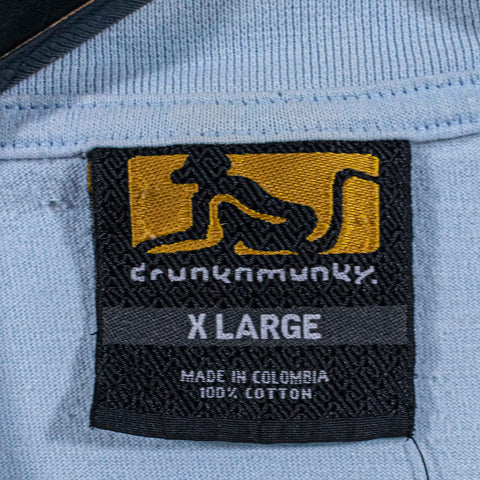 drunknmunky.
X LARGE
MADE IN COLOMBIA
100% COTTON